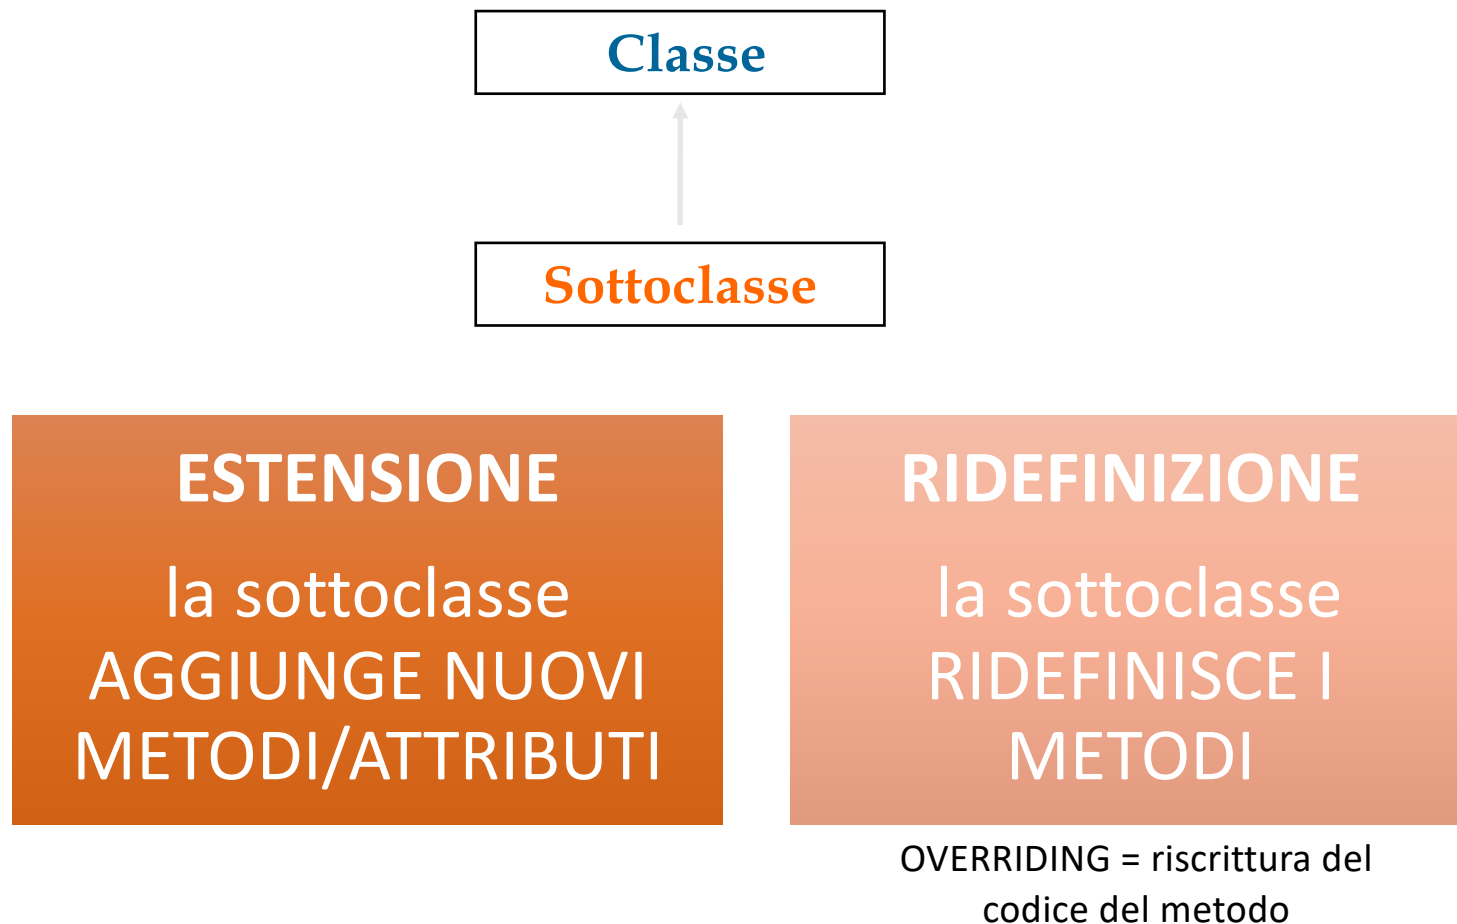 Classe
Sottoclasse
ESTENSIONE
la sottoclasse
AGGIUNGE NUOVI
METODI/ATTRIBUTI
RIDEFINIZIONE
la sottoclasse
RIDEFINISCE I
METODI
OVERRIDING = riscrittura del
codice del metodo